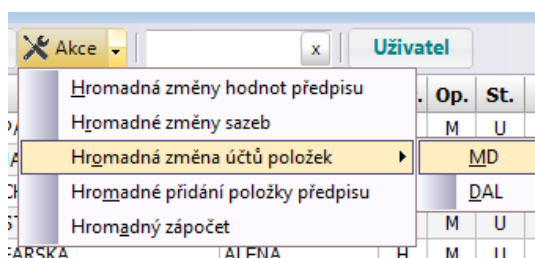 Akce x Uživatel
Hromadná změny hodnot předpisu
Op. St.
Hromadné změny sazeb
M U
Hromadná změna účtů položek
MD
Hromadné přidání položky předpisu
DAL
Hromadný zápočet
M U
ALENA H M U